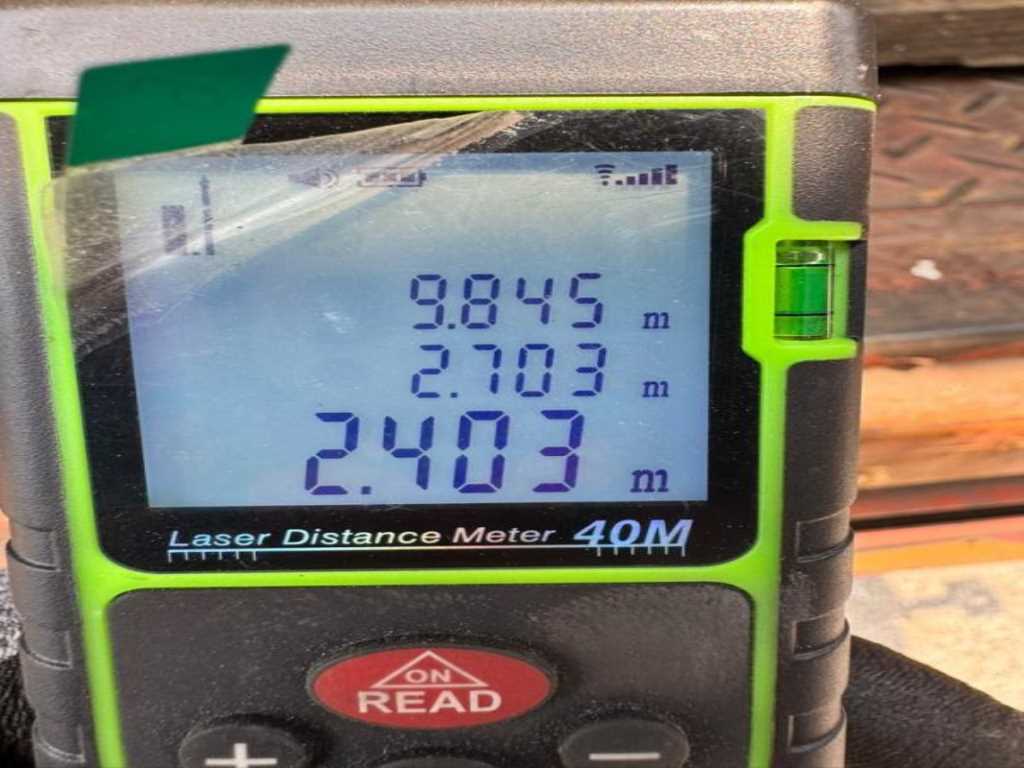 9.845 m
2.703 m
2.403 m
Laser Distance Meter 40M
ON
READ
+ −